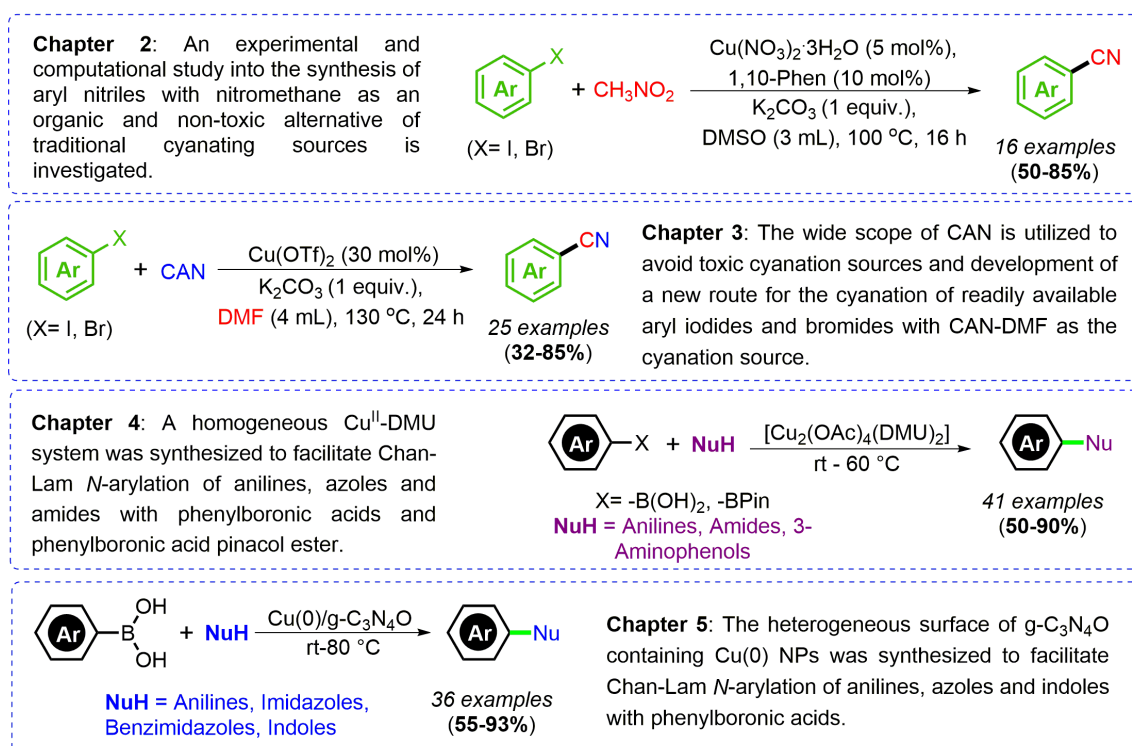 Chapter 2: An experimental and
computational study into the synthesis of
aryl nitriles with nitromethane as an
organic and non-toxic alternative of
traditional cyanating sources is
investigated.
Ar
X
(X= I, Br)
+ CH₃NO₂
Cu(NO₃)₂·3H₂O (5 mol%),
1,10-Phen (10 mol%)
K₂CO₃ (1 equiv.),
DMSO (3 mL), 100 °C, 16 h
Ar
CN
16 examples
(50-85%)
Ar
X
(X= I, Br)
+ CAN
Cu(OTf)₂ (30 mol%)
K₂CO₃ (1 equiv.),
DMF (4 mL), 130 °C, 24 h
Ar
CN
25 examples
(32-85%)
Chapter 3: The wide scope of CAN is utilized to
avoid toxic cyanation sources and development of
a new route for the cyanation of readily available
aryl iodides and bromides with CAN-DMF as the
cyanation source.
Chapter 4: A homogeneous Cuᴵᴵ-DMU
system was synthesized to facilitate Chan-
Lam N-arylation of anilines, azoles and
amides with phenylboronic acids and
phenylboronic acid pinacol ester.
Ar
X + NuH
X= -B(OH)₂, -BPin
NuH = Anilines, Amides, 3-
Aminophenols
[Cu₂(OAc)₄(DMU)₂]
rt - 60 °C
Ar
Nu
41 examples
(50-90%)
Ar
B
OH
OH
+ NuH
Cu(0)/g-C₃N₄O
rt-80 °C
Ar
Nu
NuH = Anilines, Imidazoles,
Benzimidazoles, Indoles
36 examples
(55-93%)
Chapter 5: The heterogeneous surface of g-C₃N₄O
containing Cu(0) NPs was synthesized to facilitate
Chan-Lam N-arylation of anilines, azoles and indoles
with phenylboronic acids.